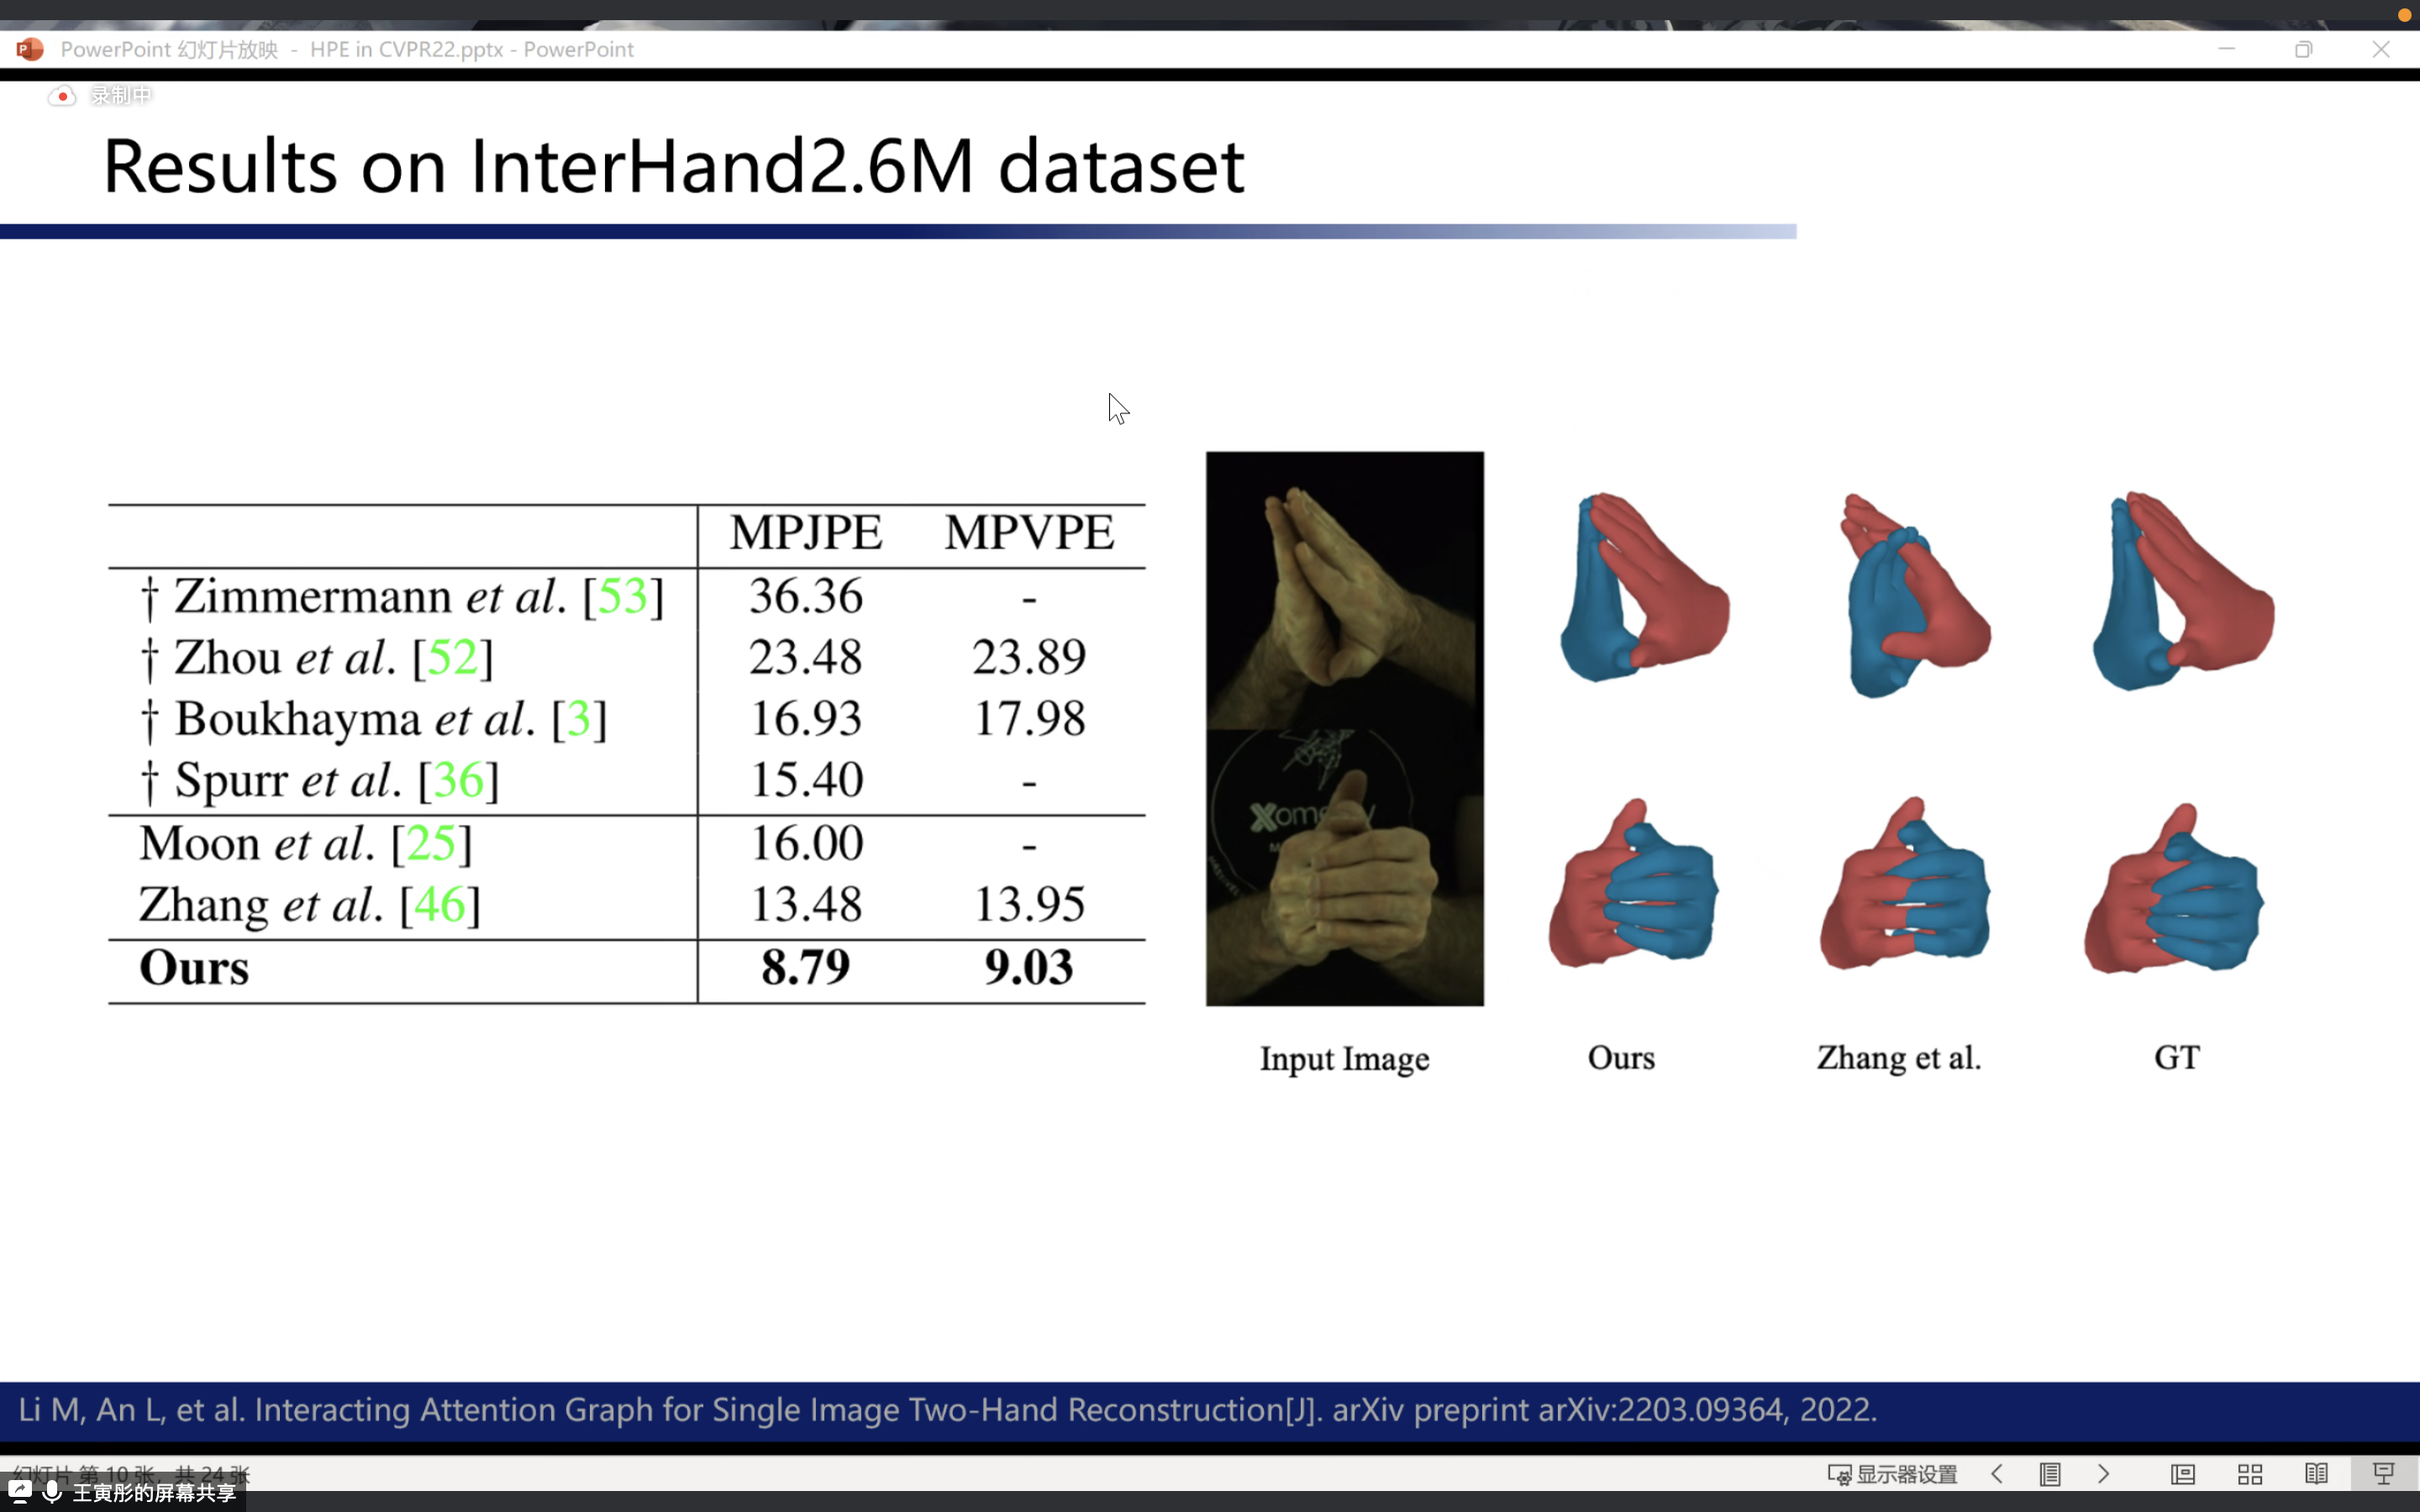 PowerPoint 幻灯片放映 - HPE in CVPR22.pptx - PowerPoint
录制中
Results on InterHand2.6M dataset
MPJPE MPVPE
† Zimmermann et al. [53] 36.36 -
† Zhou et al. [52] 23.48 23.89
† Boukhayma et al. [3] 16.93 17.98
† Spurr et al. [36] 15.40 -
Moon et al. [25] 16.00 -
Zhang et al. [46] 13.48 13.95
Ours 8.79 9.03
Input Image Ours Zhang et al. GT
Li M, An L, et al. Interacting Attention Graph for Single Image Two-Hand Reconstruction[J]. arXiv preprint arXiv:2203.09364, 2022.
幻灯片 第 10 张，共 24 张
显示器设置
王寅彤的屏幕共享